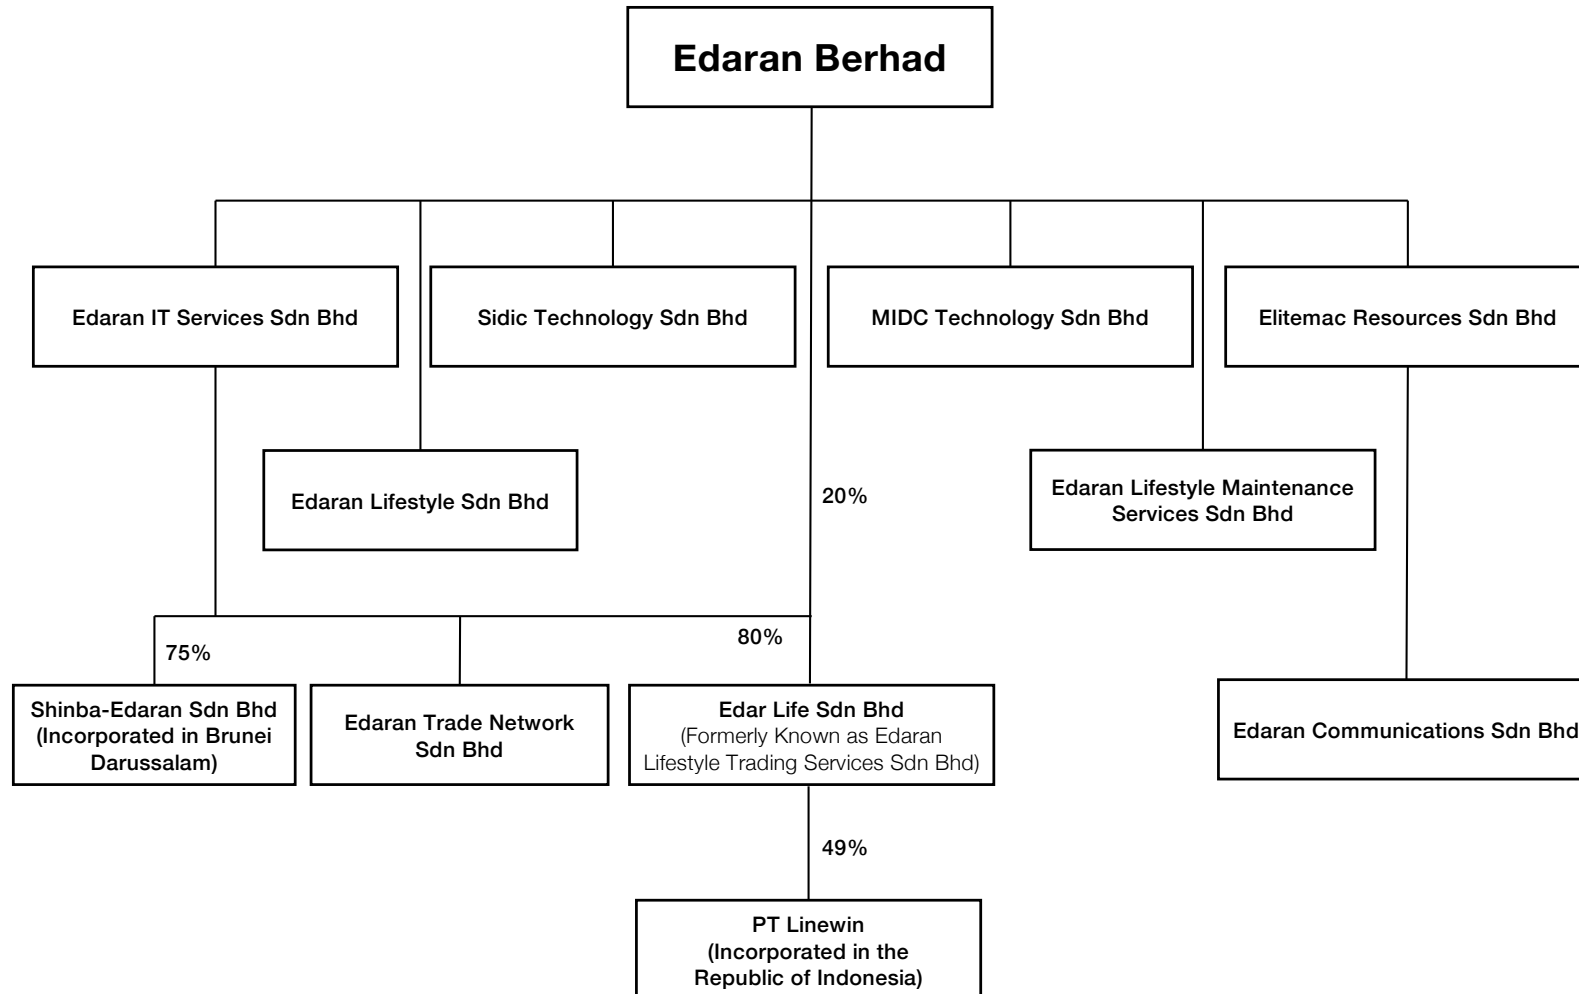 Edaran Berhad
Edaran IT Services Sdn Bhd
Sidic Technology Sdn Bhd
MIDC Technology Sdn Bhd
Elitemac Resources Sdn Bhd
Edaran Lifestyle Sdn Bhd
20%
Edaran Lifestyle Maintenance
Services Sdn Bhd
75%
80%
Shinba-Edaran Sdn Bhd
(Incorporated in Brunei
Darussalam)
Edaran Trade Network
Sdn Bhd
Edar Life Sdn Bhd
(Formerly Known as Edaran
Lifestyle Trading Services Sdn Bhd)
Edaran Communications Sdn Bhd
49%
PT Linewin
(Incorporated in the
Republic of Indonesia)